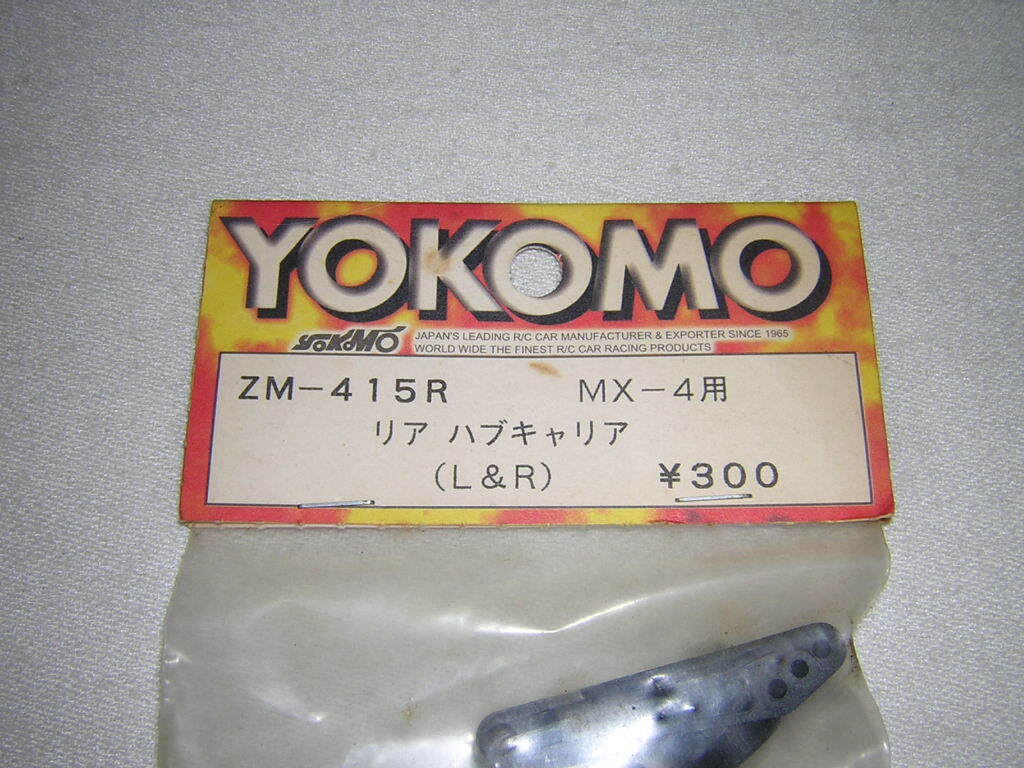 YOKOMO
YOKOMO JAPAN'S LEADING R/C CAR MANUFACTURER & EXPORTER SINCE 1965
WORLD WIDE THE FINEST R/C CAR RACING PRODUCTS
ZM-415R MX-4用
リア ハブキャリア
(L&R) ¥300